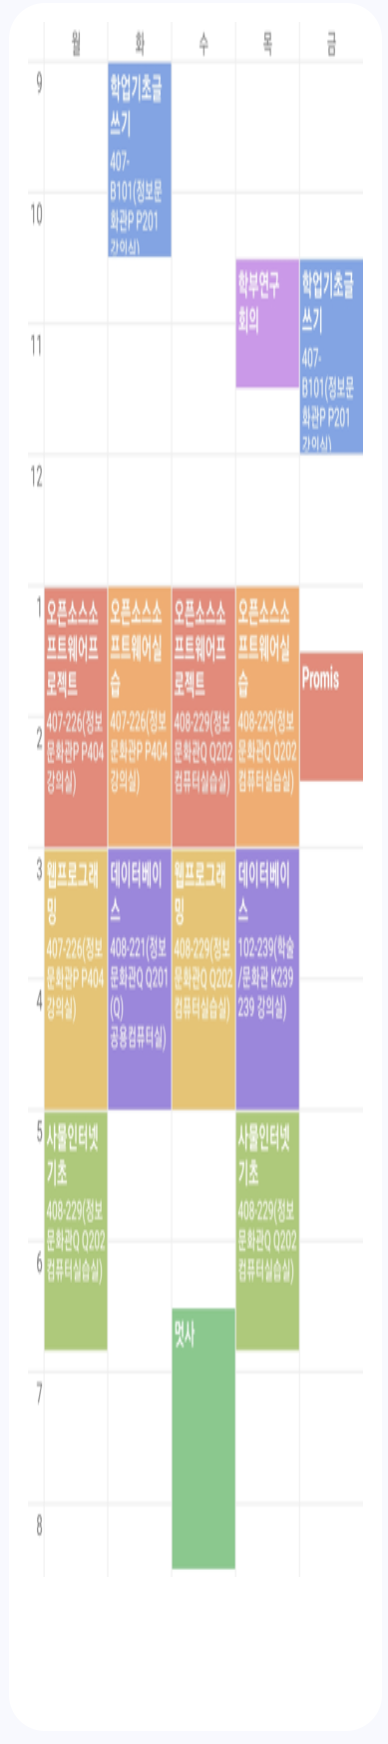 월 화 수 목 금
9
학업기초글
쓰기
407-
B101(정보문
화관P P201
강의실)
10
학부연구
회의
학업기초글
쓰기
407-
B101(정보문
화관P P201
강의실)
11
12
1
오픈소스소
프트웨어프
로젝트
407-226(정보
문화관P P404
강의실)
오픈소스소
프트웨어실
습
407-226(정보
문화관P P404
강의실)
오픈소스소
프트웨어프
로젝트
408-229(정보
문화관Q Q202
컴퓨터실습실)
오픈소스소
프트웨어실
습
408-229(정보
문화관Q Q202
컴퓨터실습실)
Promis
2
3
웹프로그래
밍
407-226(정보
문화관P P404
강의실)
데이터베이
스
408-221(정보
문화관Q Q201
(Q)
공용컴퓨터실)
웹프로그래
밍
408-229(정보
문화관Q Q202
컴퓨터실습실)
데이터베이
스
102-239(학술
/문화관 K239
239 강의실)
4
5
사물인터넷
기초
408-229(정보
문화관Q Q202
컴퓨터실습실)
사물인터넷
기초
408-229(정보
문화관Q Q202
컴퓨터실습실)
6
멋사
7
8